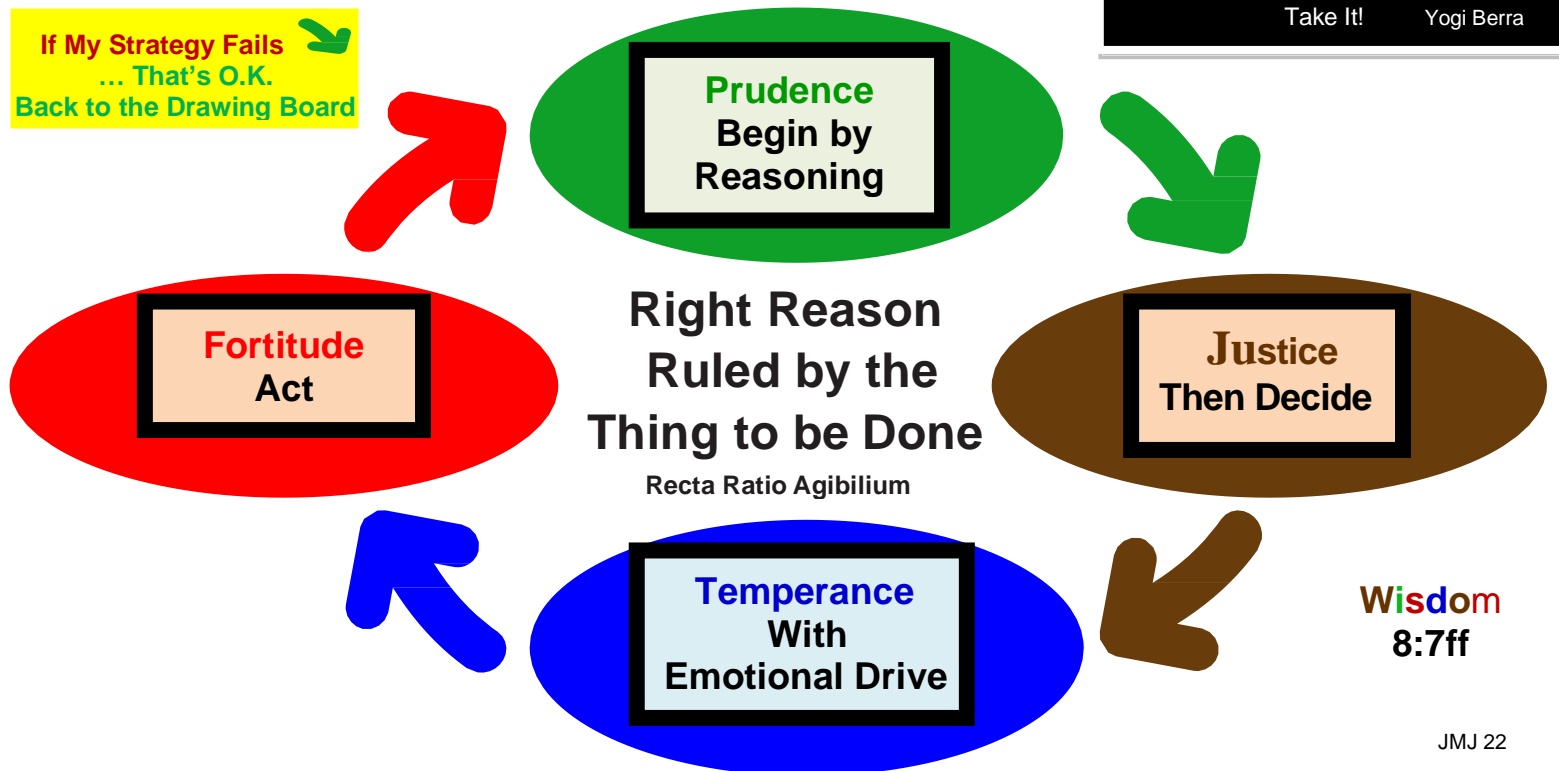 Take It! Yogi Berra
If My Strategy Fails
… That's O.K.
Back to the Drawing Board
Prudence
Begin by
Reasoning
Fortitude
Act
Right Reason
Ruled by the
Thing to be Done
Recta Ratio Agibilium
Justice
Then Decide
Temperance
With
Emotional Drive
Wisdom
8:7ff
JMJ 22